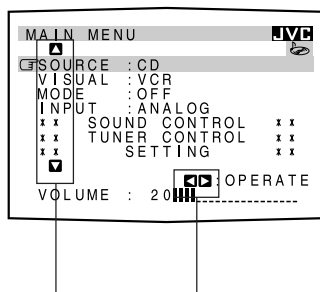 MAIN MENU JVC
SOURCE :CD
VISUAL :VCR
MODE :OFF
INPUT :ANALOG
* * SOUND CONTROL * *
* * TUNER CONTROL * *
* * SETTING * *
:OPERATE
VOLUME : 20